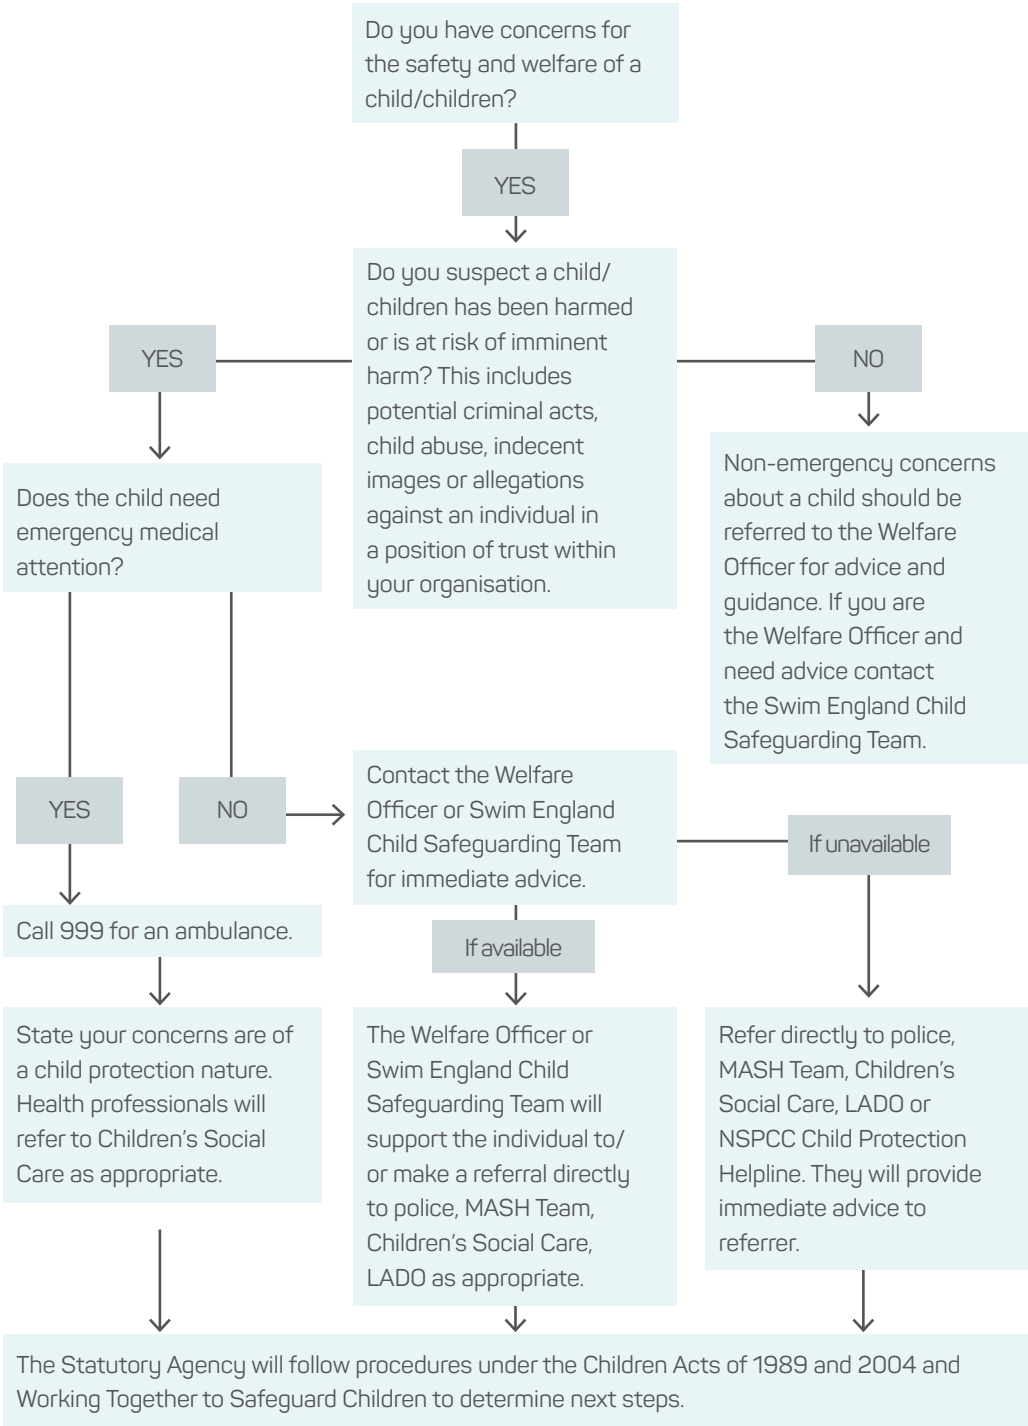 Do you have concerns for
the safety and welfare of a
child/children?
YES
Do you suspect a child/
children has been harmed
or is at risk of imminent
harm? This includes
potential criminal acts,
child abuse, indecent
images or allegations
against an individual in
a position of trust within
your organisation.
YES
NO
Does the child need
emergency medical
attention?
Non-emergency concerns
about a child should be
referred to the Welfare
Officer for advice and
guidance. If you are
the Welfare Officer and
need advice contact
the Swim England Child
Safeguarding Team.
YES
NO
Contact the Welfare
Officer or Swim England
Child Safeguarding Team
for immediate advice.
If unavailable
Call 999 for an ambulance.
If available
State your concerns are of
a child protection nature.
Health professionals will
refer to Children's Social
Care as appropriate.
The Welfare Officer or
Swim England Child
Safeguarding Team will
support the individual to/
or make a referral directly
to police, MASH Team,
Children's Social Care,
LADO as appropriate.
Refer directly to police,
MASH Team, Children's
Social Care, LADO or
NSPCC Child Protection
Helpline. They will provide
immediate advice to
referrer.
The Statutory Agency will follow procedures under the Children Acts of 1989 and 2004 and
Working Together to Safeguard Children to determine next steps.